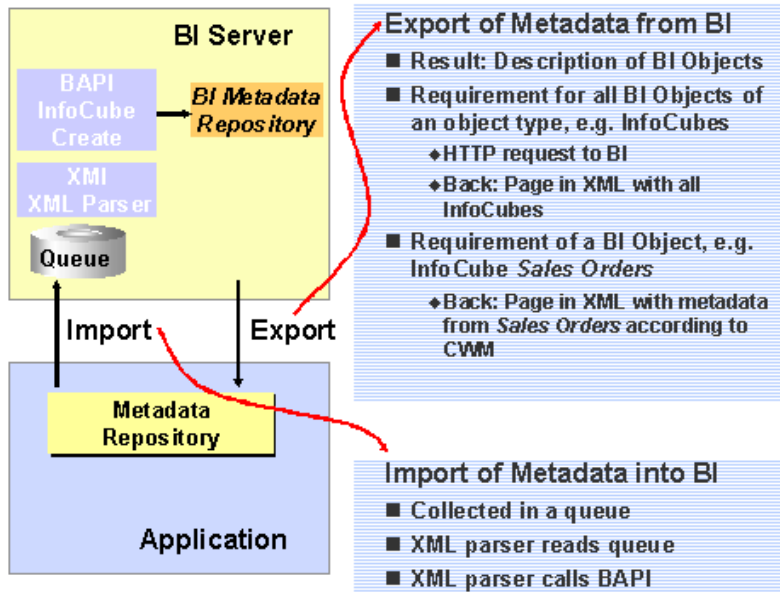 BI Server
BAPI
InfoCube
Create
BI Metadata
Repository
XMI
XML Parser
Queue
Import
Export
Metadata
Repository
Application
Export of Metadata from BI
■ Result: Description of BI Objects
■ Requirement for all BI Objects of
an object type, e.g. InfoCubes
◆HTTP request to BI
◆Back: Page in XML with all
InfoCubes
■ Requirement of a BI Object, e.g.
InfoCube Sales Orders
◆Back: Page in XML with metadata
from Sales Orders according to
CWM
Import of Metadata into BI
■ Collected in a queue
■ XML parser reads queue
■ XML parser calls BAPI